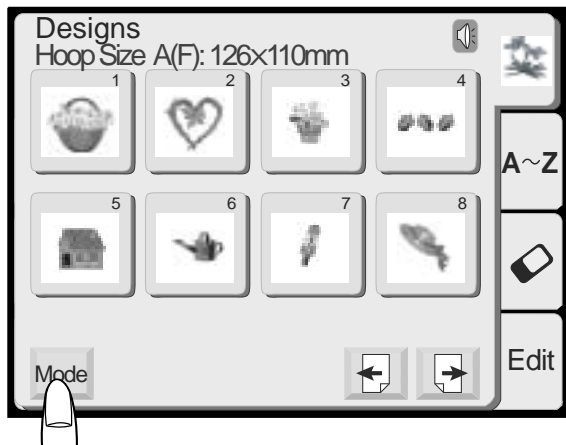 Designs
Hoop Size A(F): 126×110mm
1 2 3 4
A~Z
5 6 7 8
Mode
Edit